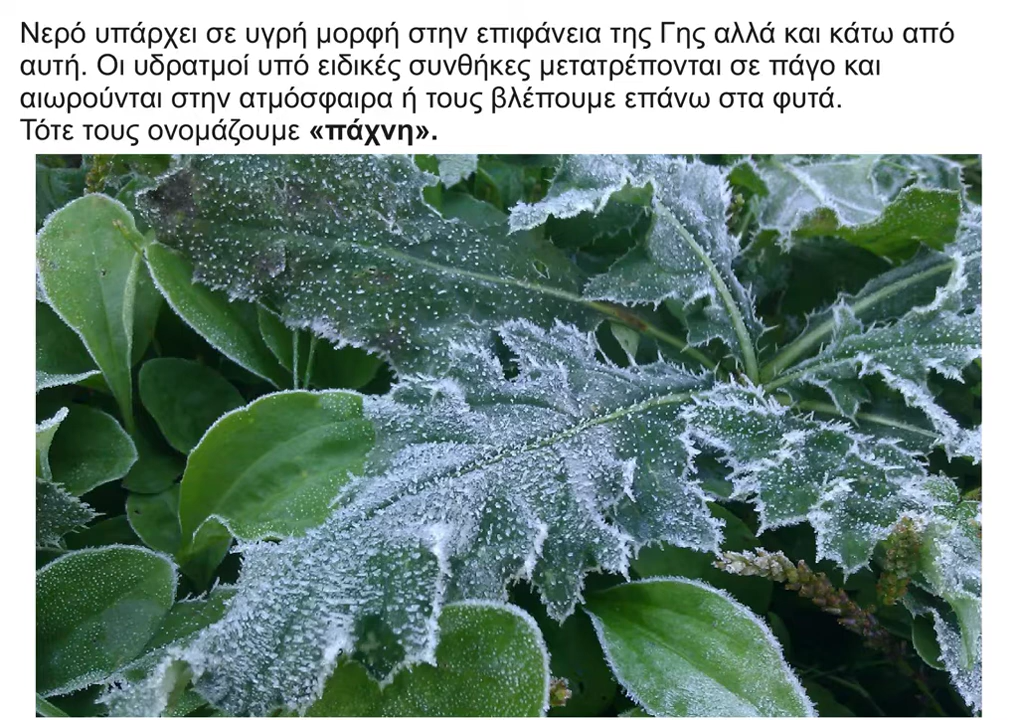 Νερό υπάρχει σε υγρή μορφή στην επιφάνεια της Γης αλλά και κάτω από
αυτή. Οι υδρατμοί υπό ειδικές συνθήκες μετατρέπονται σε πάγο και
αιωρούνται στην ατμόσφαιρα ή τους βλέπουμε επάνω στα φυτά.
Τότε τους ονομάζουμε «πάχνη».